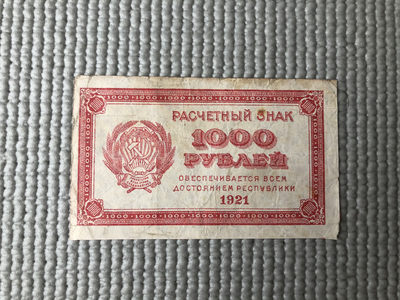 РАСЧЕТНЫЙ ЗНАК
1000
РУБЛЕЙ
ОБЕСПЕЧИВАЕТСЯ ВСЕМ
ДОСТОЯНИЕМ РЕСПУБЛИКИ
1921